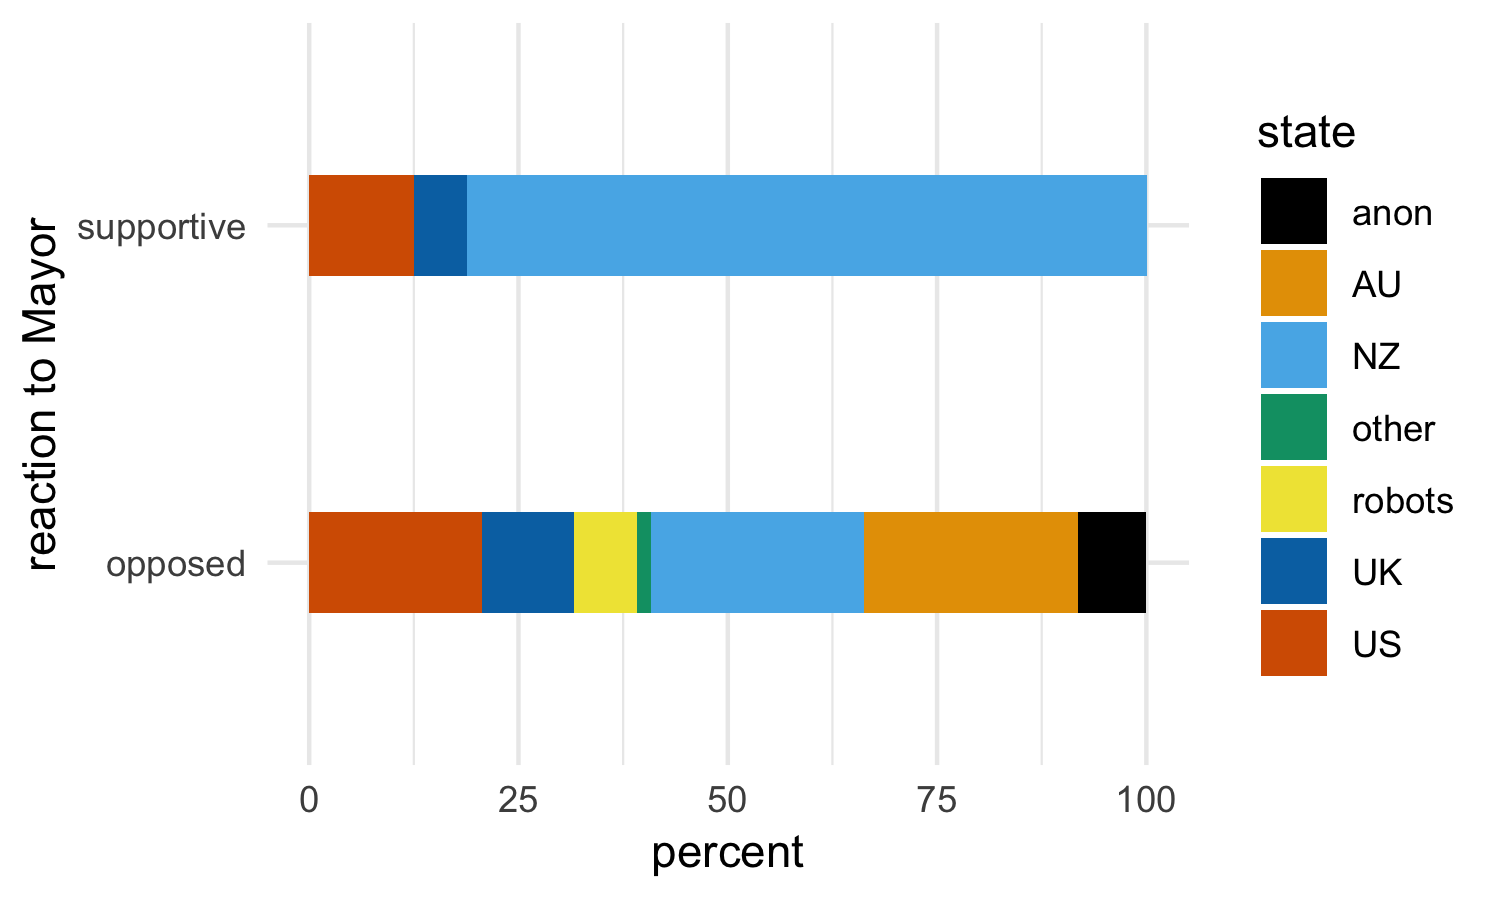 reaction to Mayor
supportive
opposed
0 25 50 75 100
percent
state
anon
AU
NZ
other
robots
UK
US